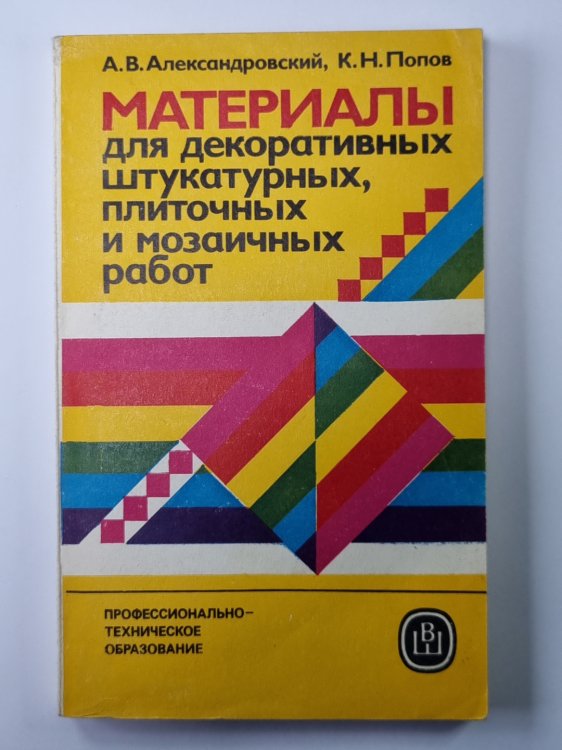 А.В.Александровский, К.Н.Попов
МАТЕРИАЛЫ
для декоративных
штукатурных,
плиточных
и мозаичных
работ
ПРОФЕССИОНАЛЬНО-
ТЕХНИЧЕСКОЕ
ОБРАЗОВАНИЕ
ВШ